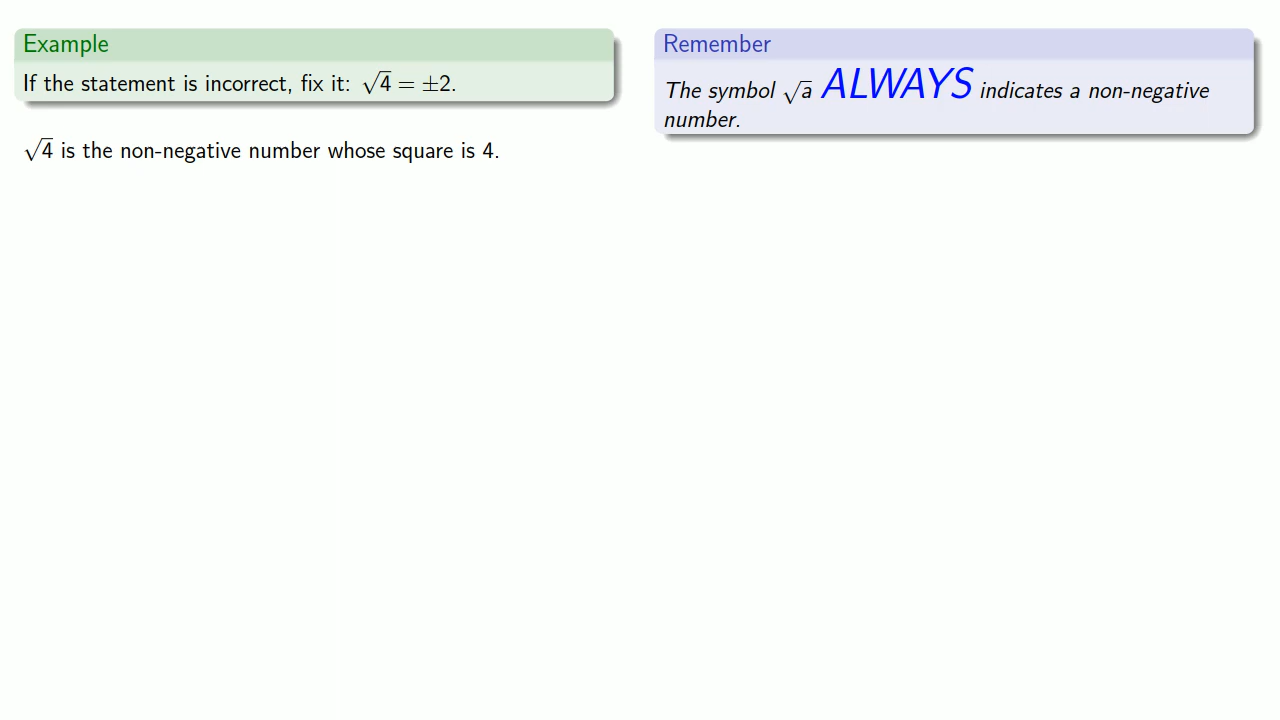 Example
If the statement is incorrect, fix it: √4 = ±2.
√4 is the non-negative number whose square is 4.
Remember
The symbol √a ALWAYS indicates a non-negative
number.